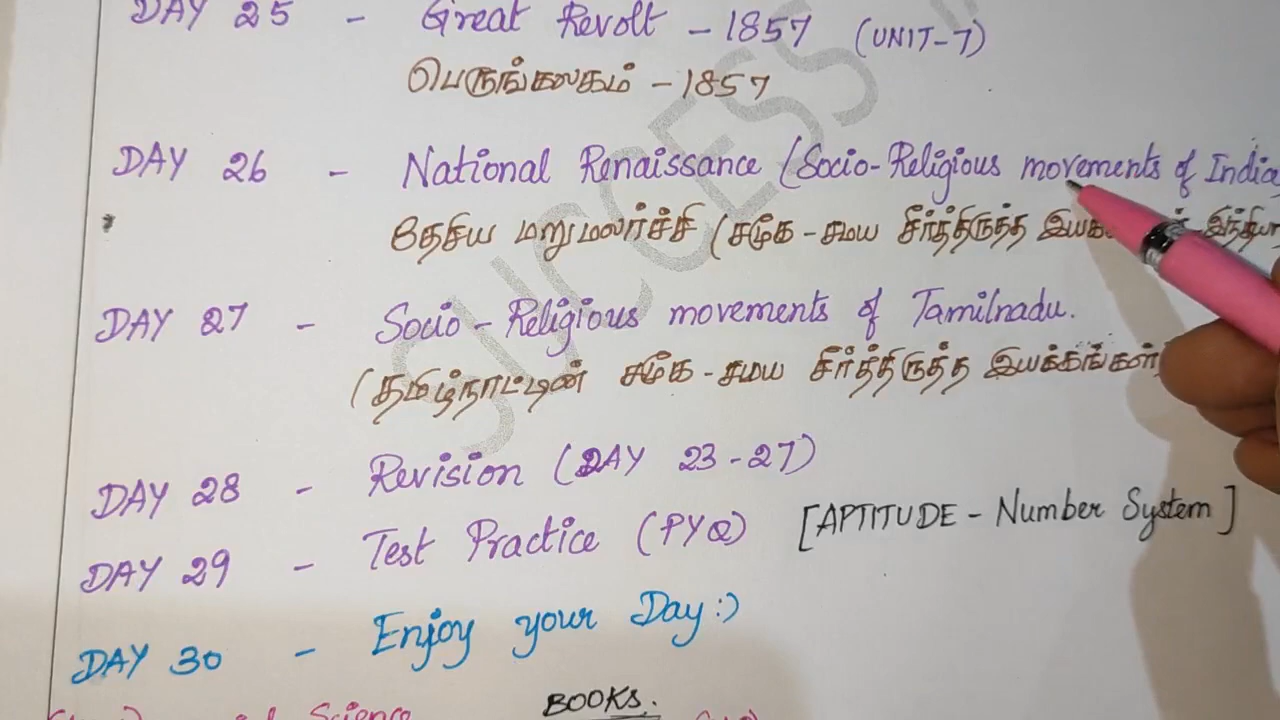 DAY 25 - Great Revolt - 1857 (UNIT-7)
பெருங்கலகம் - 1857
DAY 26 - National Renaissance (Socio-Religious movements of India
தேசிய மறுமலர்ச்சி (சமூக - சமய சீர்த்திருத்த
DAY 27 - Socio-Religious movements of Tamilnadu.
(தமிழ்நாட்டின் சமூக - சமய சீர்த்திருத்த இயக்கங்கள்)
DAY 28 - Revision (DAY 23-27)
DAY 29 - Test Practice (PYQ) [APTITUDE - Number System]
DAY 30 - Enjoy your Day:)
BOOKS.
Science
SUCCESS